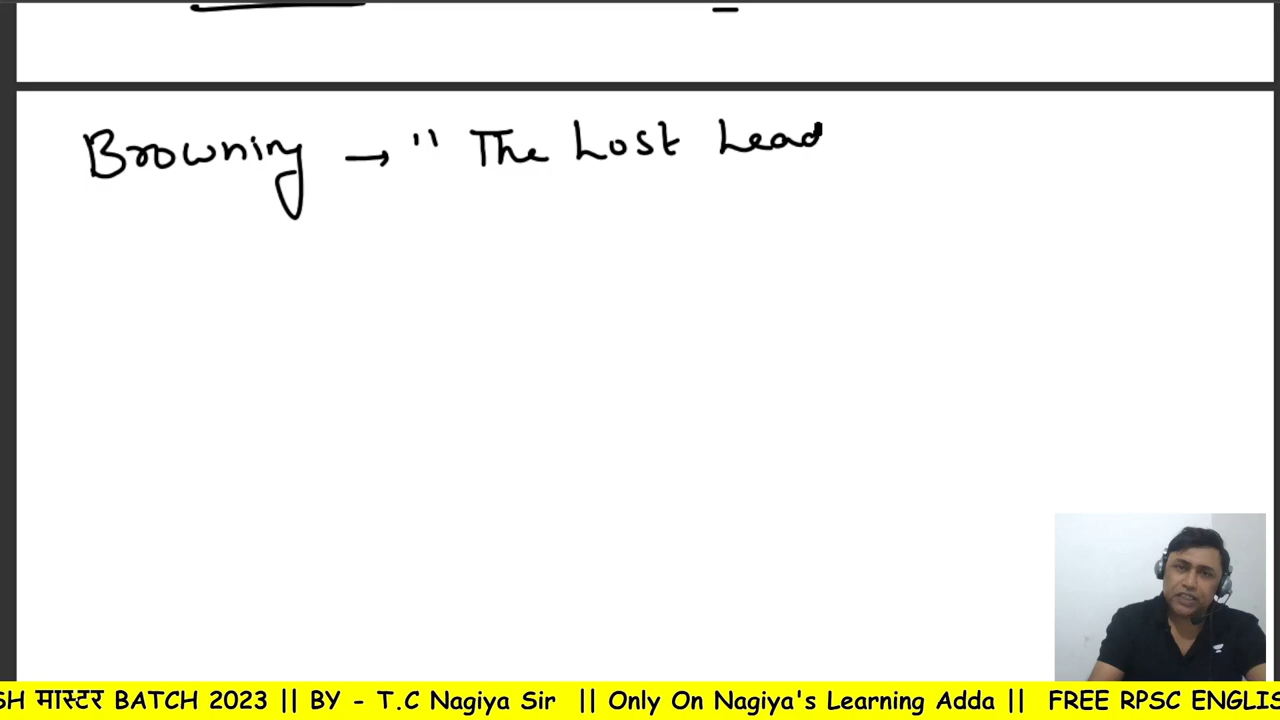 Browning → " The Lost Lead
SH मास्टर BATCH 2023 || BY - T.C Nagiya Sir || Only On Nagiya's Learning Adda || FREE RPSC ENGLIS